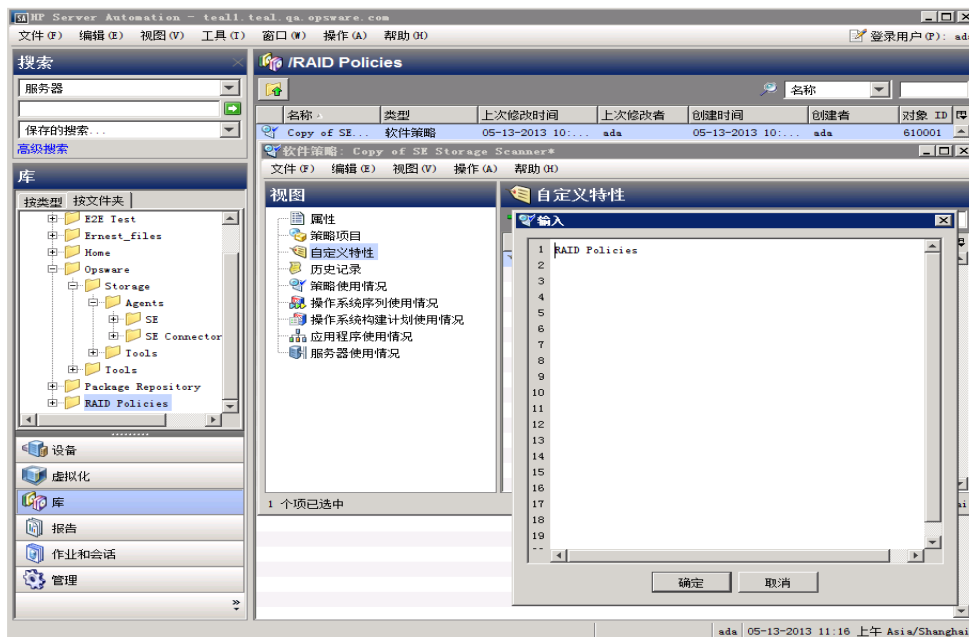 HP Server Automation - teal1.teal.qa.opsware.com
文件(F) 编辑(E) 视图(V) 工具(T) 窗口(W) 操作(A) 帮助(H) 登录用户(P): ada
搜索
服务器
保存的搜索...
高级搜索
库
按类型 按文件夹
E2E Test
Ernest_files
Home
Opsware
Storage
Agents
SE
SE Connector
Tools
Tools
Package Repository
RAID Policies
设备
虚拟化
库
报告
作业和会话
管理
/RAID Policies
名称
名称 类型 上次修改时间 上次修改者 创建时间 创建者 对象 ID
Copy of SE... 软件策略 05-13-2013 10:... ada 05-13-2013 10:... ada 610001
软件策略: Copy of SE Storage Scanner*
文件(F) 编辑(E) 视图(V) 操作(A) 帮助(H)
视图
属性
策略项目
自定义特性
历史记录
策略使用情况
操作系统序列使用情况
操作系统构建计划使用情况
应用程序使用情况
服务器使用情况
1 个项已选中
自定义特性
输入
1 RAID Policies
2
3
4
5
6
7
8
9
10
11
12
13
14
15
16
17
18
19
确定 取消
ada 05-13-2013 11:16 上午 Asia/Shanghai